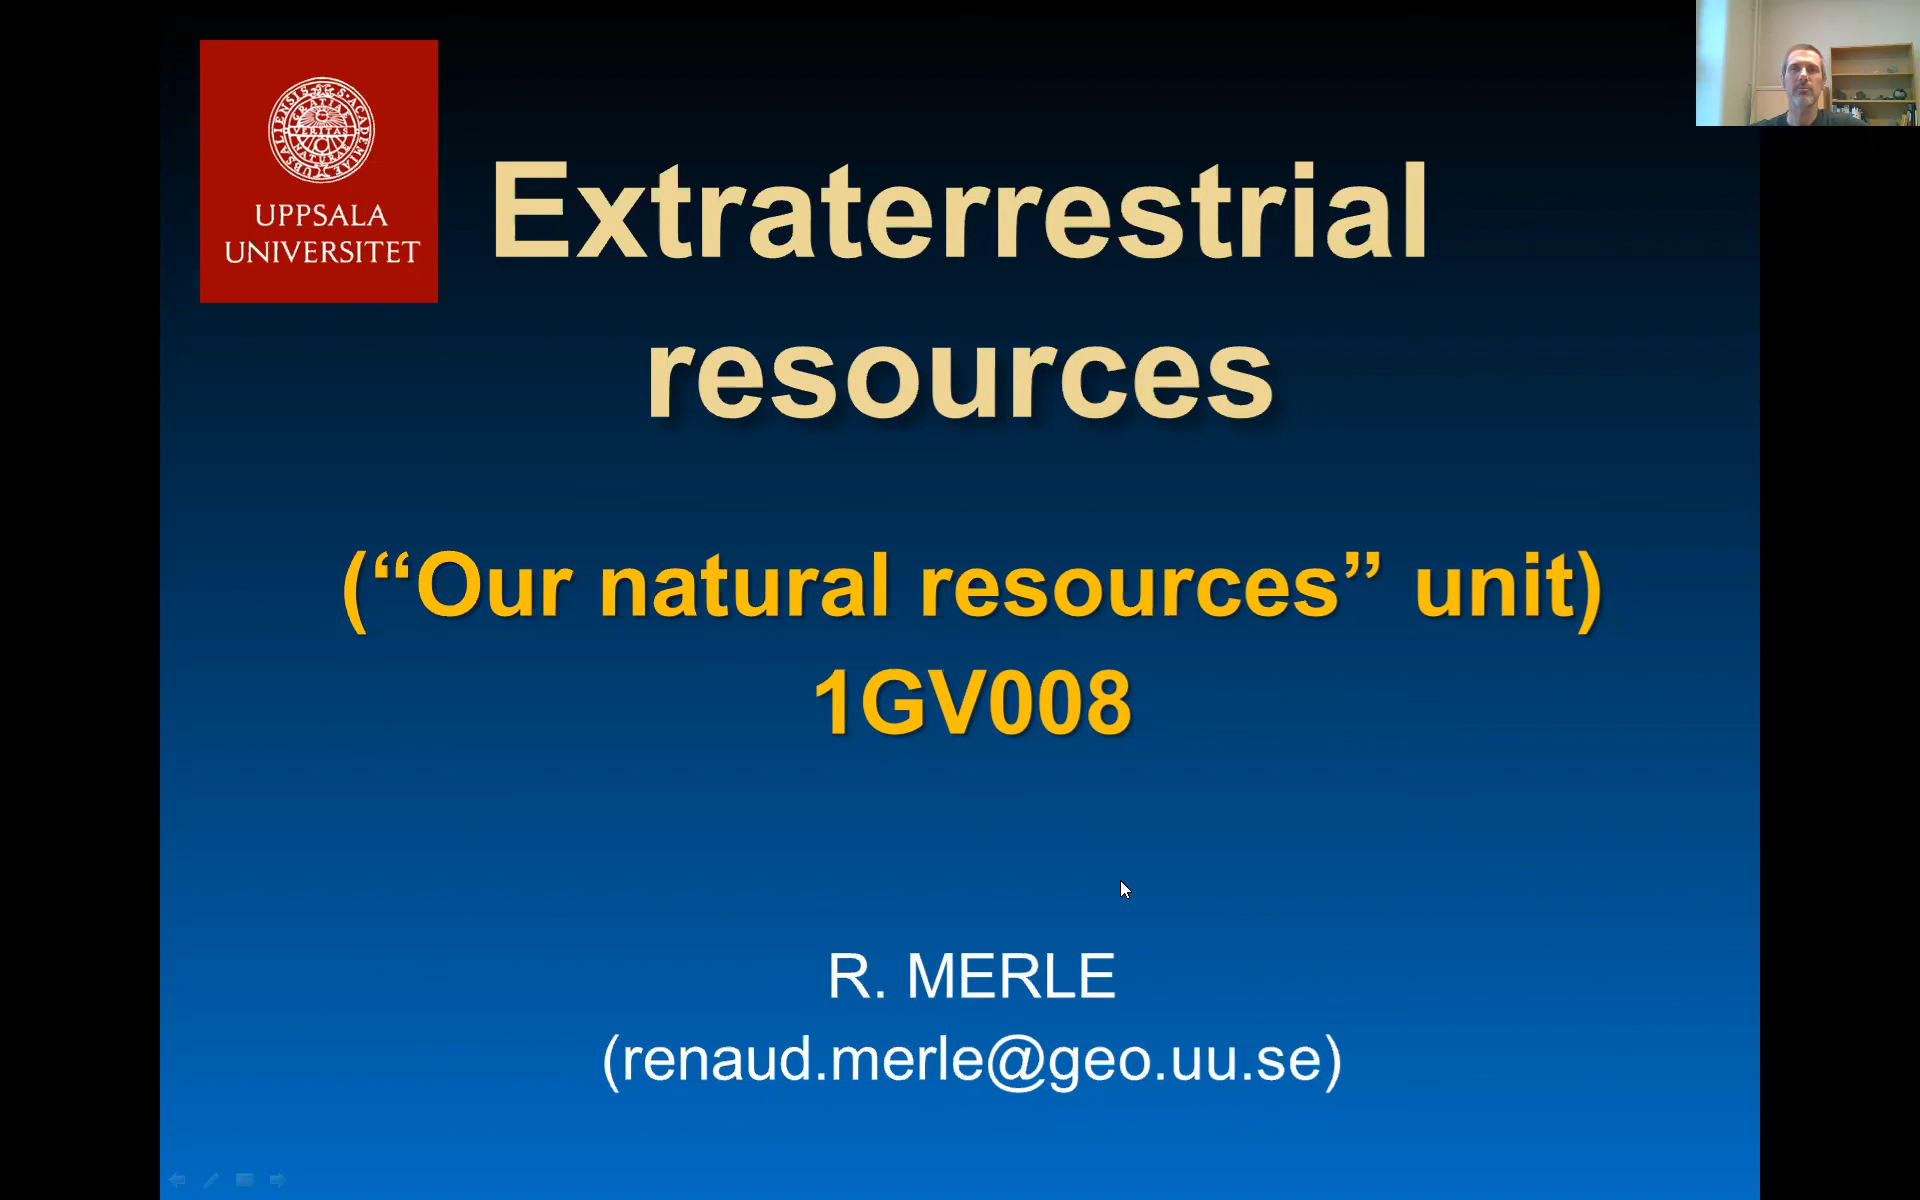 UPPSALA
UNIVERSITET
Extraterrestrial
resources
(“Our natural resources” unit)
1GV008
R. MERLE
(renaud.merle@geo.uu.se)